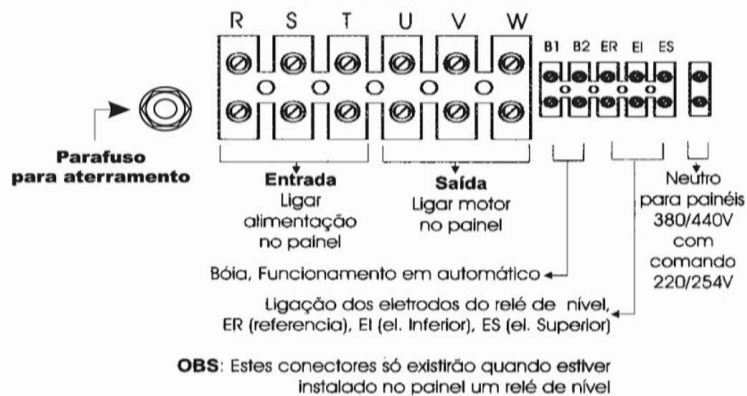 R S T U V W
B1 B2 ER EI ES
Parafuso
para aterramento
Entrada
Ligar
alimentação
no painel
Saída
Ligar motor
no painel
Neutro
para painéis
380/440V
com
comando
220/254V
Bóia, Funcionamento em automático
Ligação dos eletrodos do relé de nível,
ER (referencia), EI (el. Inferior), ES (el. Superior)
OBS: Estes conectores só existirão quando estiver
instalado no painel um relé de nível